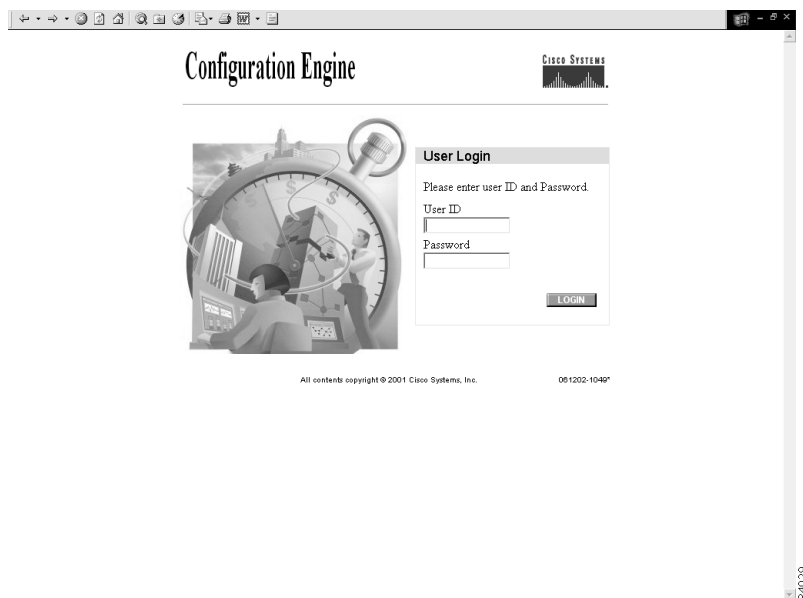 Configuration Engine
CISCO SYSTEMS
User Login
Please enter user ID and Password.
User ID
Password
LOGIN
All contents copyright © 2001 Cisco Systems, Inc.
061202-1049*